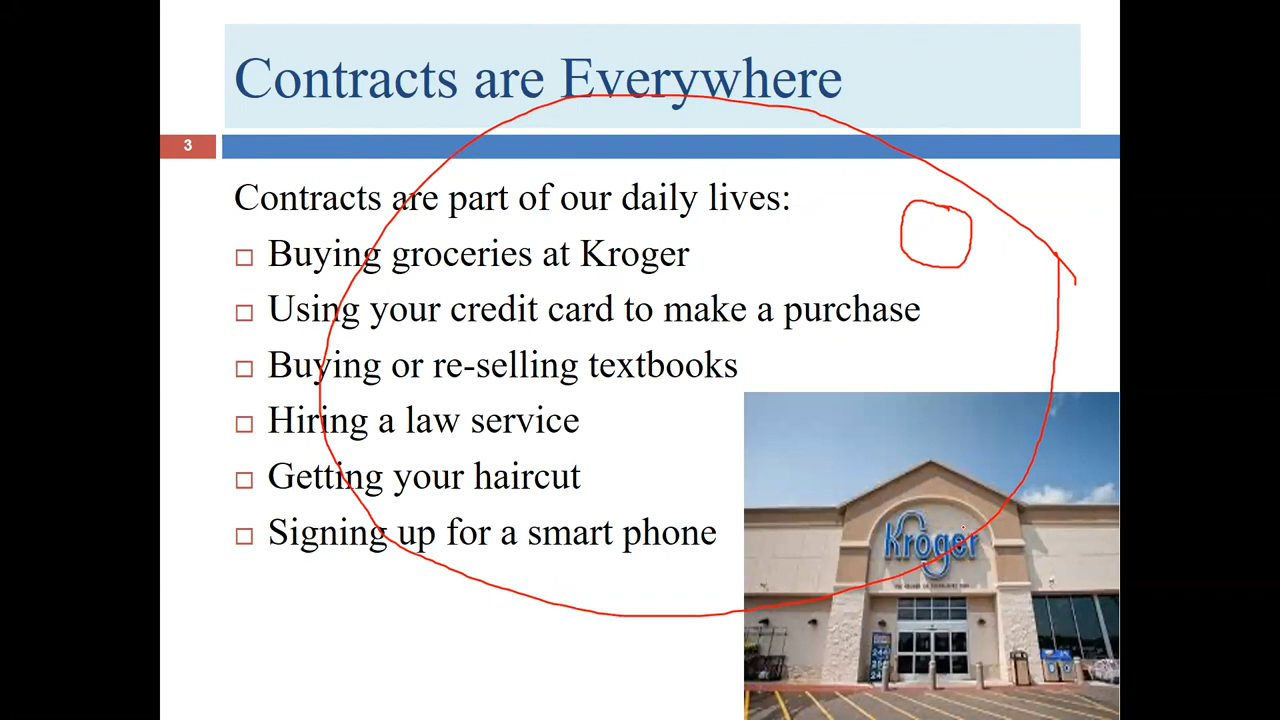 Contracts are Everywhere
3
Contracts are part of our daily lives:
Buying groceries at Kroger
Using your credit card to make a purchase
Buying or re-selling textbooks
Hiring a law service
Getting your haircut
Signing up for a smart phone
Kroger